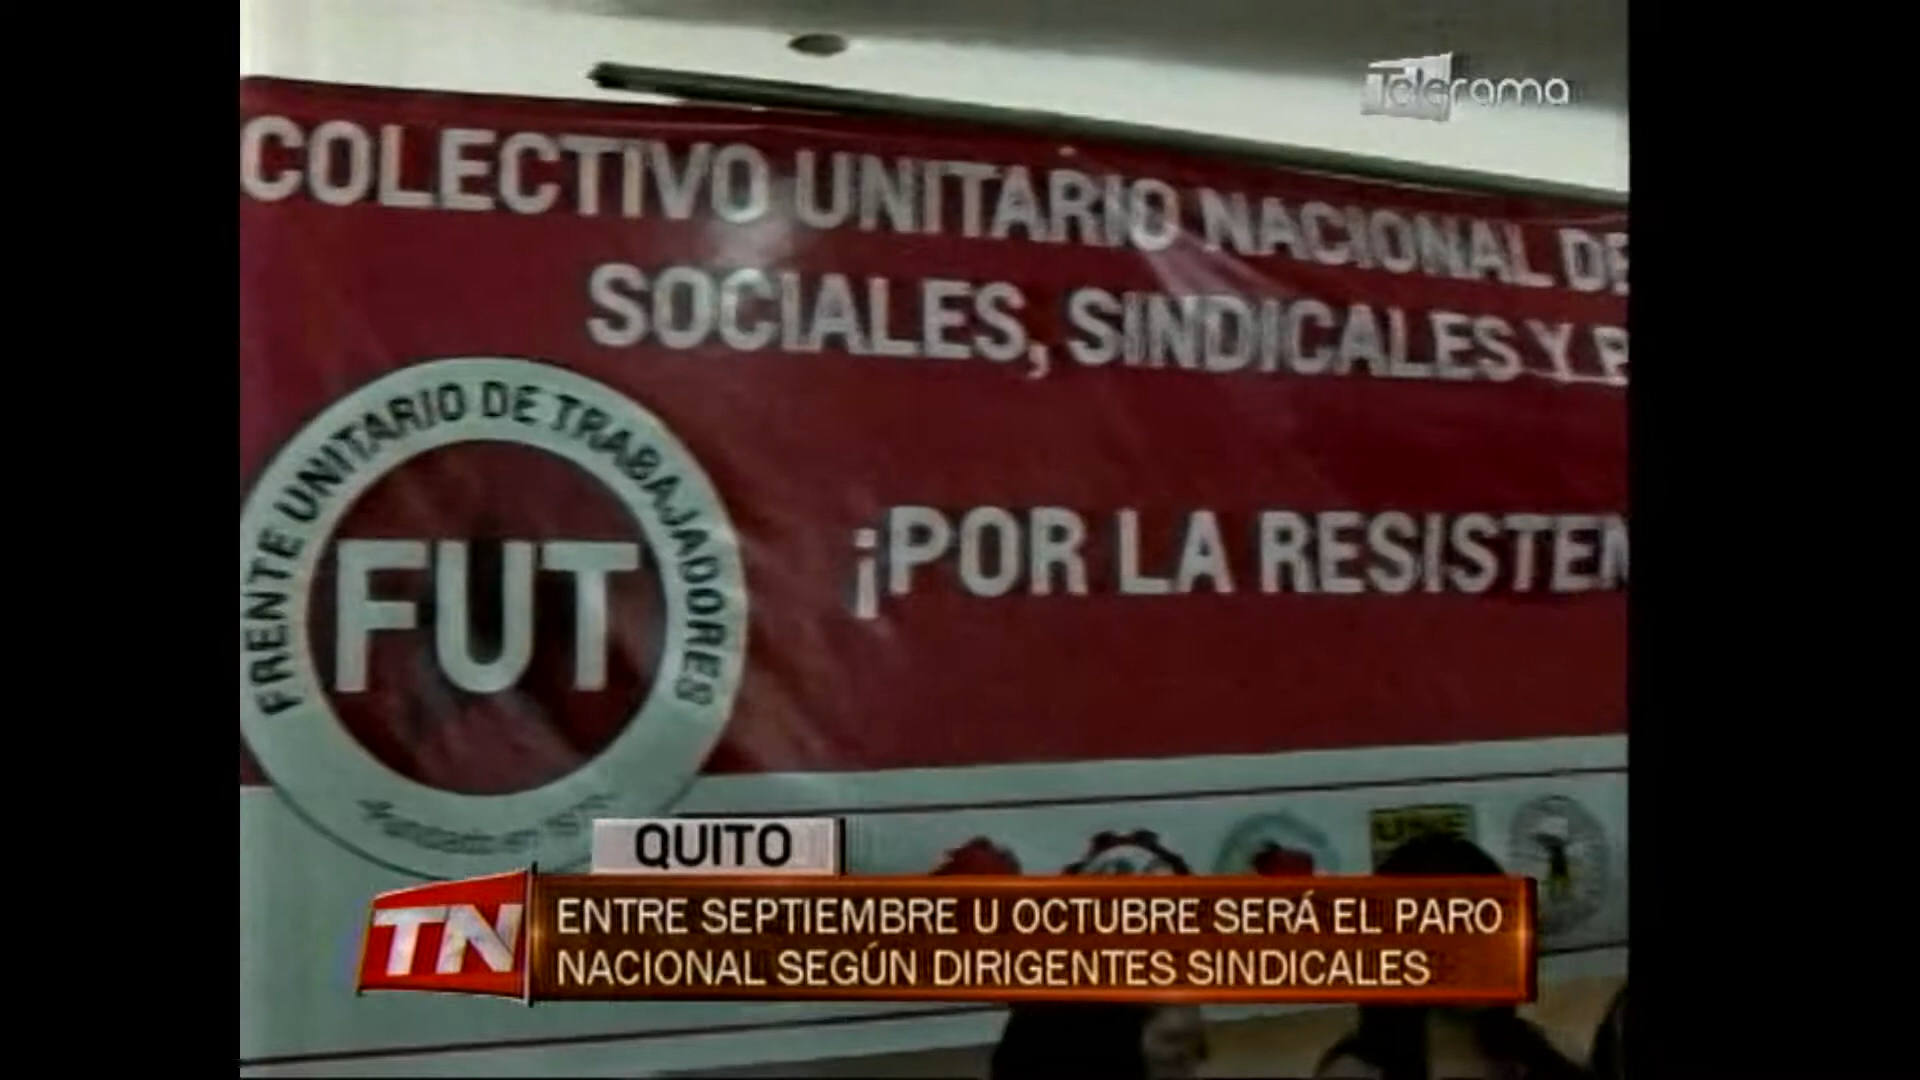 Telerama
COLECTIVO UNITARIO NACIONAL DE
SOCIALES, SINDICALES Y
FRENTE UNITARIO DE TRABAJADORES
FUT
¡POR LA RESISTEN
UNE
QUITO
TN
ENTRE SEPTIEMBRE U OCTUBRE SERÁ EL PARO
NACIONAL SEGÚN DIRIGENTES SINDICALES